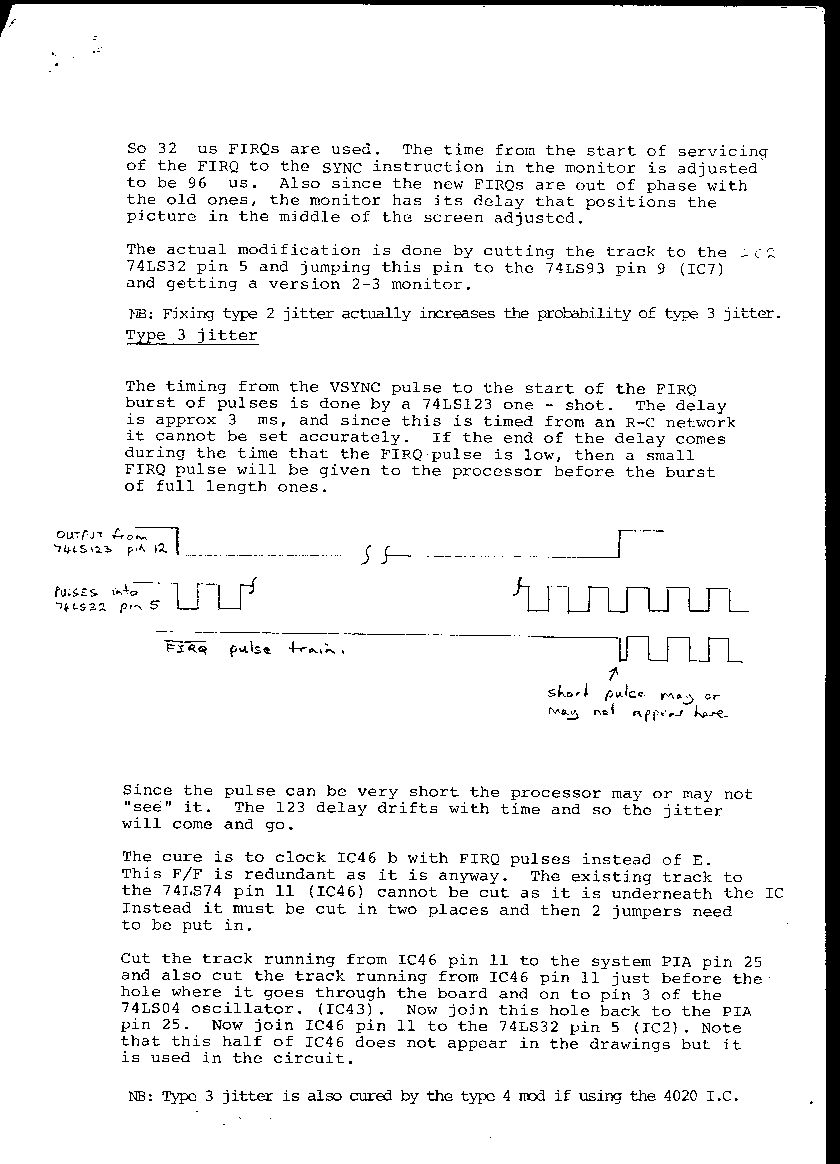 So 32 us FIRQs are used. The time from the start of servicing
of the FIRQ to the SYNC instruction in the monitor is adjusted
to be 96 us. Also since the new FIRQs are out of phase with
the old ones, the monitor has its delay that positions the
picture in the middle of the screen adjusted.
The actual modification is done by cutting the track to the
74LS32 pin 5 and jumping this pin to the 74LS93 pin 9 (IC7)
and getting a version 2-3 monitor.
NB: Fixing type 2 jitter actually increases the probability of type 3 jitter.
Type 3 jitter
The timing from the VSYNC pulse to the start of the FIRQ
burst of pulses is done by a 74LS123 one - shot. The delay
is approx 3 ms, and since this is timed from an R-C network
it cannot be set accurately. If the end of the delay comes
during the time that the FIRQ pulse is low, then a small
FIRQ pulse will be given to the processor before the burst
of full length ones.
OUTPUT from
74LS123 pin 12
PULSES into
74LS32 pin 5
FIRQ pulse train.
short pulse may or
may not appear here
Since the pulse can be very short the processor may or may not
"see" it. The 123 delay drifts with time and so the jitter
will come and go.
The cure is to clock IC46 b with FIRQ pulses instead of E.
This F/F is redundant as it is anyway. The existing track to
the 74LS74 pin 11 (IC46) cannot be cut as it is underneath the IC
Instead it must be cut in two places and then 2 jumpers need
to be put in.
Cut the track running from IC46 pin 11 to the system PIA pin 25
and also cut the track running from IC46 pin 11 just before the
hole where it goes through the board and on to pin 3 of the
74LS04 oscillator. (IC43). Now join this hole back to the PIA
pin 25. Now join IC46 pin 11 to the 74LS32 pin 5 (IC2). Note
that this half of IC46 does not appear in the drawings but it
is used in the circuit.
NB: Type 3 jitter is also cured by the type 4 mod if using the 4020 I.C.